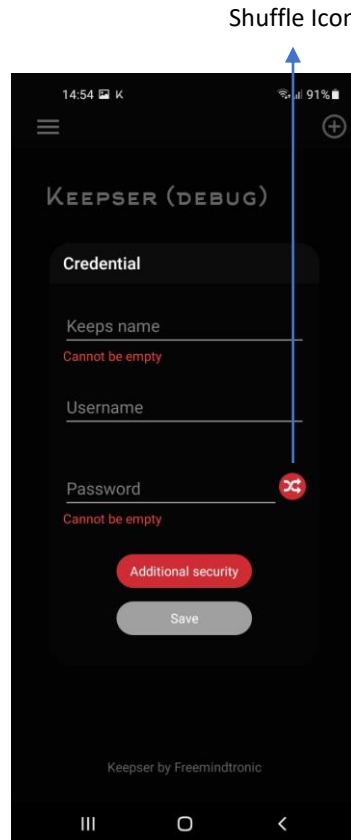 Shuffle Icon
14:54 K 91%
KEEPSER (DEBUG)
Credential
Keeps name
Cannot be empty
Username
Password
Cannot be empty
Additional security
Save
Keepser by Freemindtronic